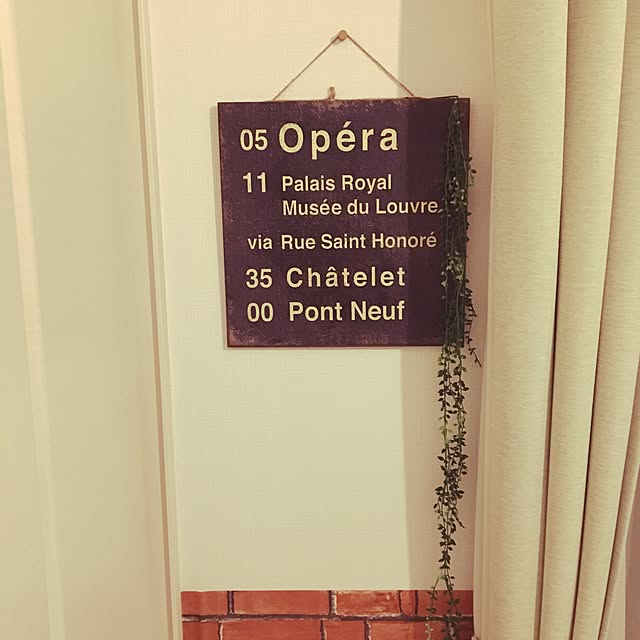 05 Opéra
11 Palais Royal
Musée du Louvre
via Rue Saint Honoré
35 Châtelet
00 Pont Neuf